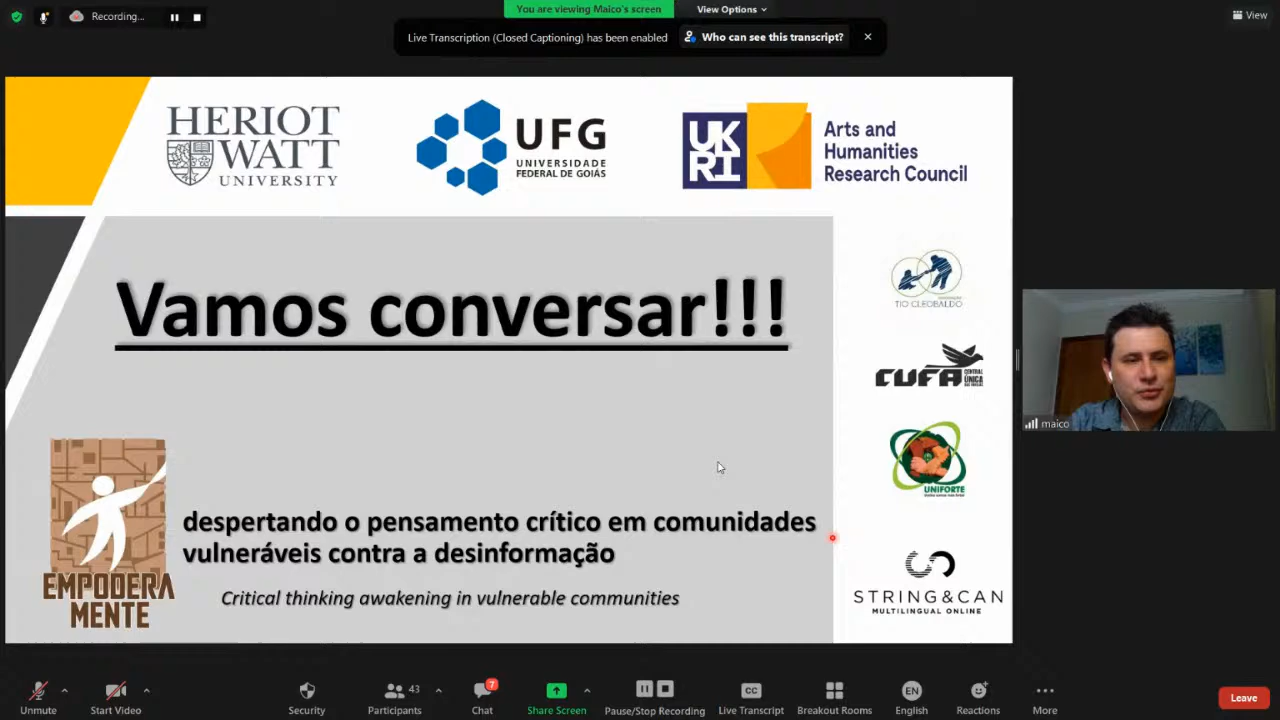 You are viewing Maico's screen
View Options
Recording...
View
Live Transcription (Closed Captioning) has been enabled
Who can see this transcript?
HERIOT
WATT
UNIVERSITY
UFG
UNIVERSIDADE
FEDERAL DE GOIÁS
UK
RI
Arts and
Humanities
Research Council
Vamos conversar!!!
TIO CLEOBALDO
CUFA
CENTRAL
ÚNICA
DAS FAVELAS
maico
UNIFORTE
despertando o pensamento crítico em comunidades
vulneráveis contra a desinformação
Critical thinking awakening in vulnerable communities
EMPODERA
MENTE
STRING&CAN
MULTILINGUAL ONLINE
Unmute
Start Video
Security
43
Participants
7
Chat
Share Screen
Pause/Stop Recording
CC
Live Transcript
Breakout Rooms
EN
English
Reactions
More
Leave